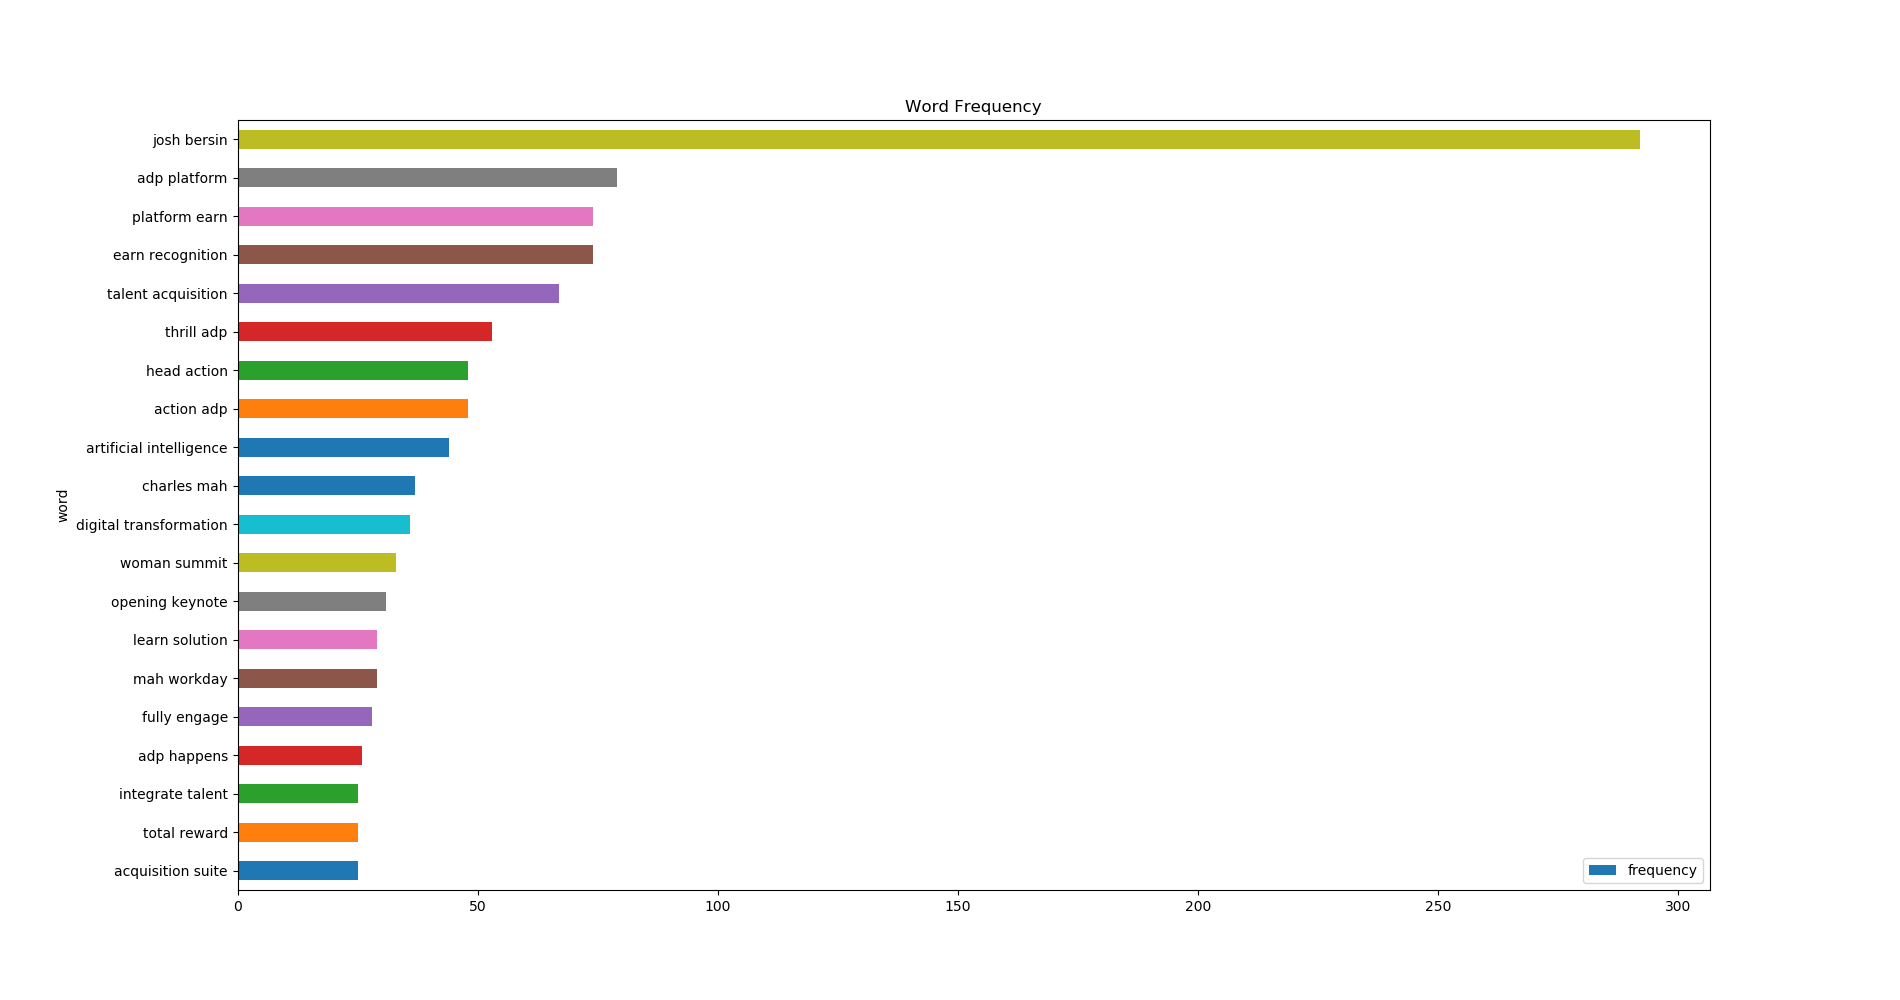 Word Frequency
josh bersin
adp platform
platform earn
earn recognition
talent acquisition
thrill adp
head action
action adp
artificial intelligence
charles mah
digital transformation
woman summit
opening keynote
learn solution
mah workday
fully engage
adp happens
integrate talent
total reward
acquisition suite
word
frequency
0 50 100 150 200 250 300